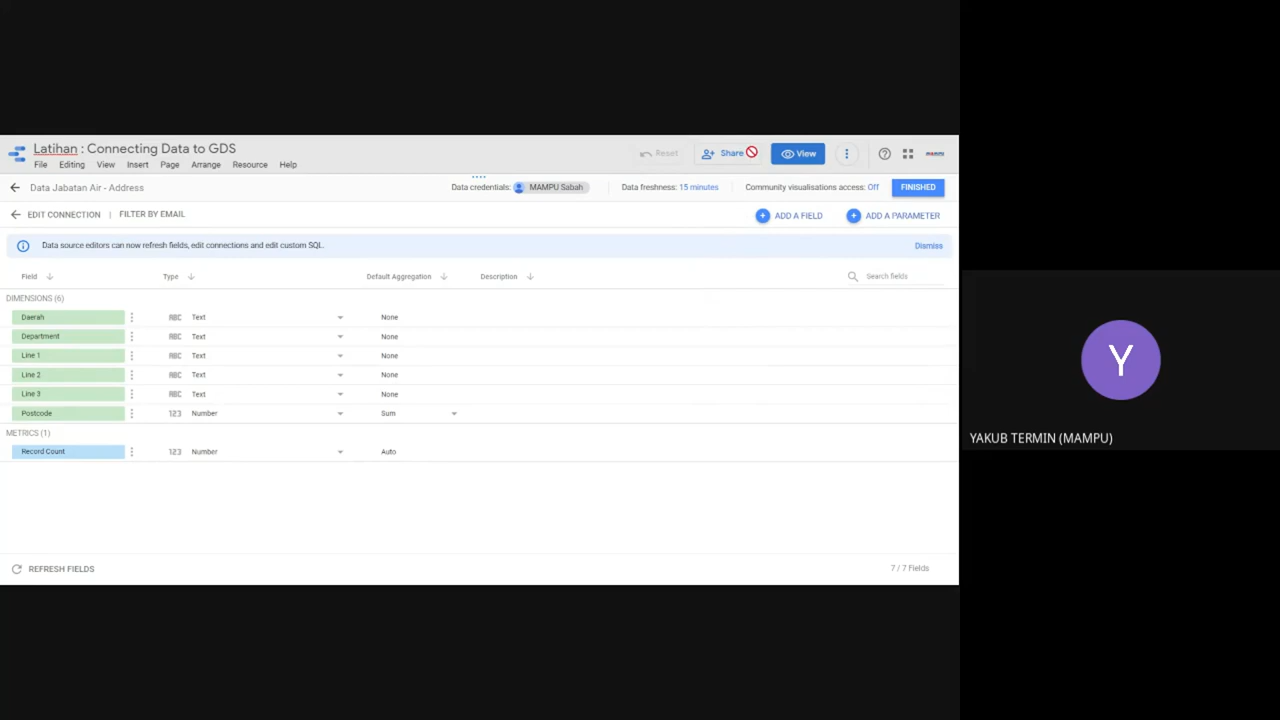 Latihan : Connecting Data to GDS
File Editing View Insert Page Arrange Resource Help
Reset Share View
Data Jabatan Air - Address
Data credentials: MAMPU Sabah Data freshness: 15 minutes Community visualisations access: Off FINISHED
EDIT CONNECTION | FILTER BY EMAIL
ADD A FIELD ADD A PARAMETER
Data source editors can now refresh fields, edit connections and edit custom SQL.
Dismiss
Field Type Default Aggregation Description Search fields
DIMENSIONS (6)
Daerah ABC Text None
Department ABC Text None
Line 1 ABC Text None
Line 2 ABC Text None
Line 3 ABC Text None
Postcode 123 Number Sum
METRICS (1)
Record Count 123 Number Auto
REFRESH FIELDS
7 / 7 Fields
Y
YAKUB TERMIN (MAMPU)